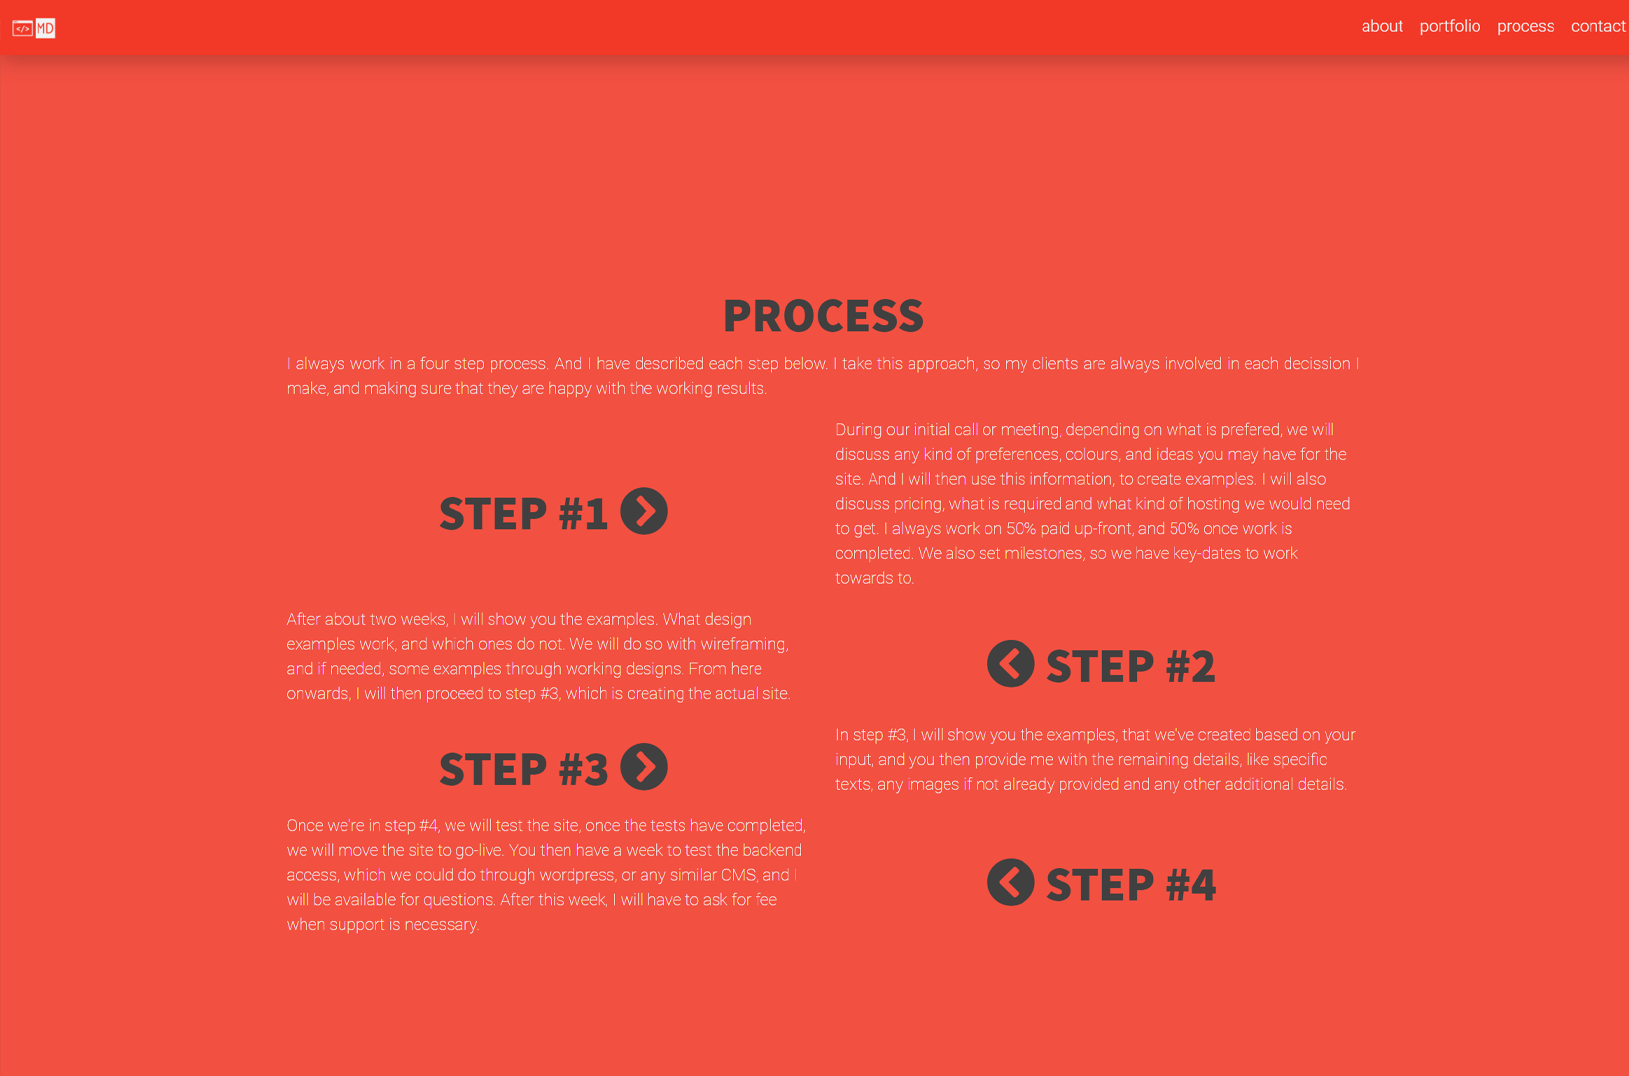 </> MD
about portfolio process contact
PROCESS
I always work in a four step process. And I have described each step below. I take this approach, so my clients are always involved in each decission I
make, and making sure that they are happy with the working results.
STEP #1
During our initial call or meeting, depending on what is prefered, we will
discuss any kind of preferences, colours, and ideas you may have for the
site. And I will then use this information, to create examples. I will also
discuss pricing, what is required and what kind of hosting we would need
to get. I always work on 50% paid up-front, and 50% once work is
completed. We also set milestones, so we have key-dates to work
towards to.
After about two weeks, I will show you the examples. What design
examples work, and which ones do not. We will do so with wireframing,
and if needed, some examples through working designs. From here
onwards, I will then proceed to step #3, which is creating the actual site.
STEP #2
STEP #3
In step #3, I will show you the examples, that we've created based on your
input, and you then provide me with the remaining details, like specific
texts, any images if not already provided and any other additional details.
Once we're in step #4, we will test the site, once the tests have completed,
we will move the site to go-live. You then have a week to test the backend
access, which we could do through wordpress, or any similar CMS, and I
will be available for questions. After this week, I will have to ask for fee
when support is necessary.
STEP #4